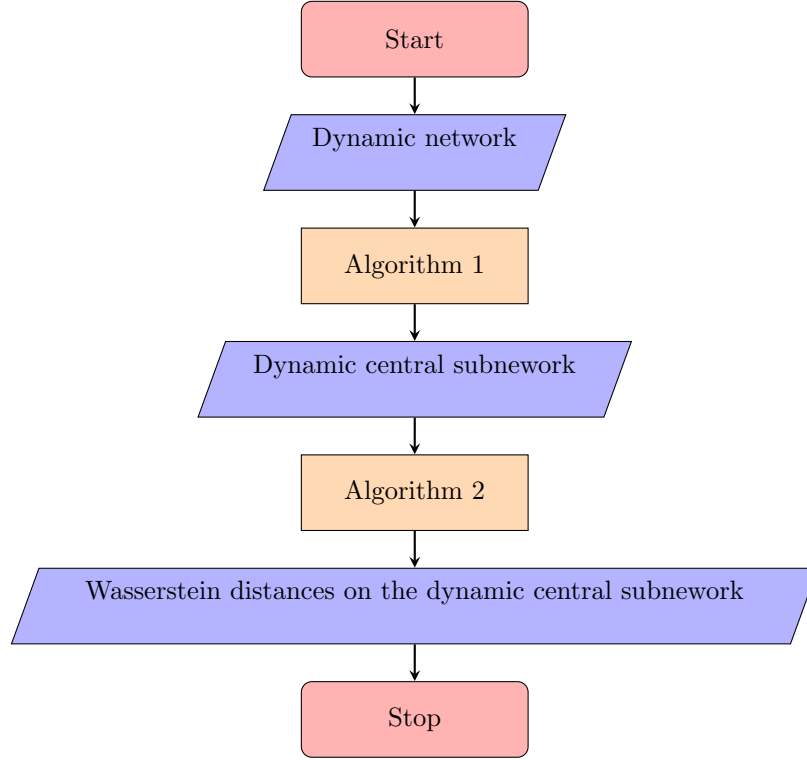 Start
Dynamic network
Algorithm 1
Dynamic central subnework
Algorithm 2
Wasserstein distances on the dynamic central subnework
Stop